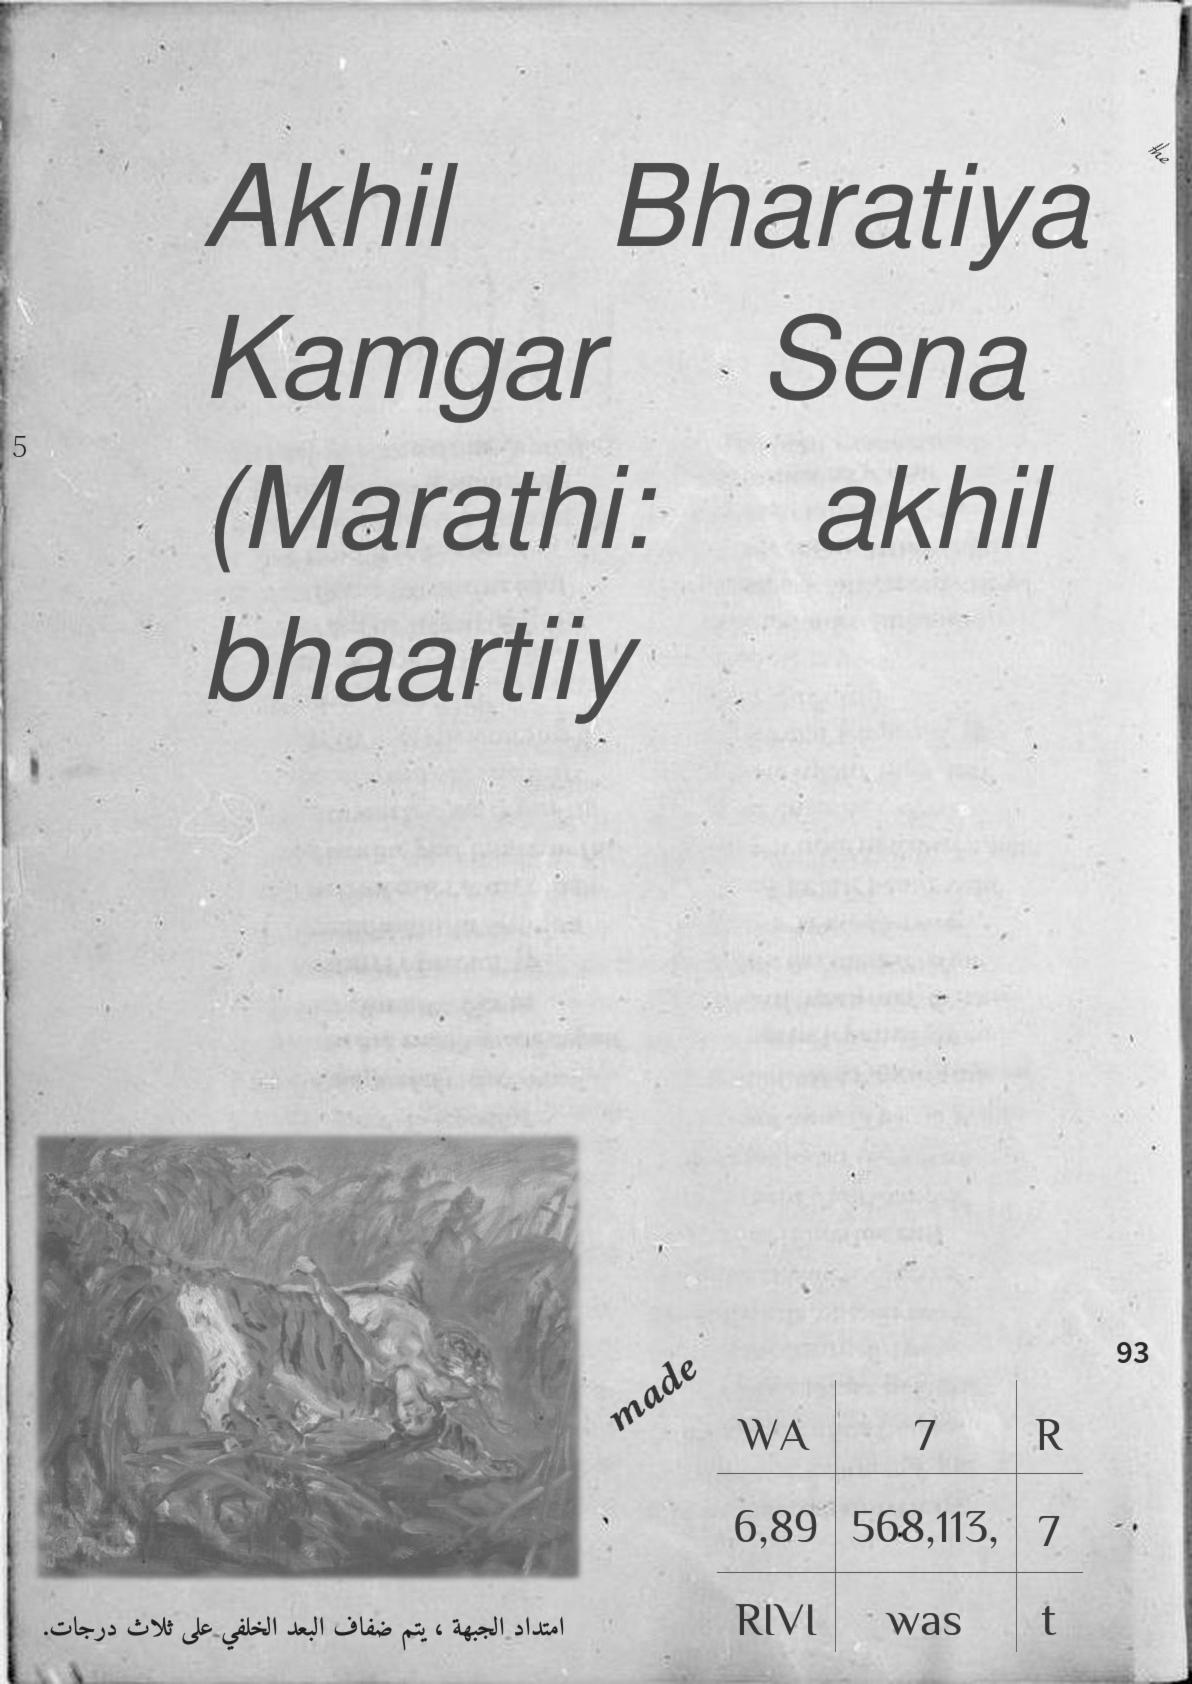 the
Akhil Bharatiya
Kamgar Sena
(Marathi: akhil
bhaartiiy
5
93
made
WA 7 R
6,89 568,113, 7
RIVI was t
امتداد الجبهة ، يتم ضفاف البعد الخلفي على ثلاث درجات.